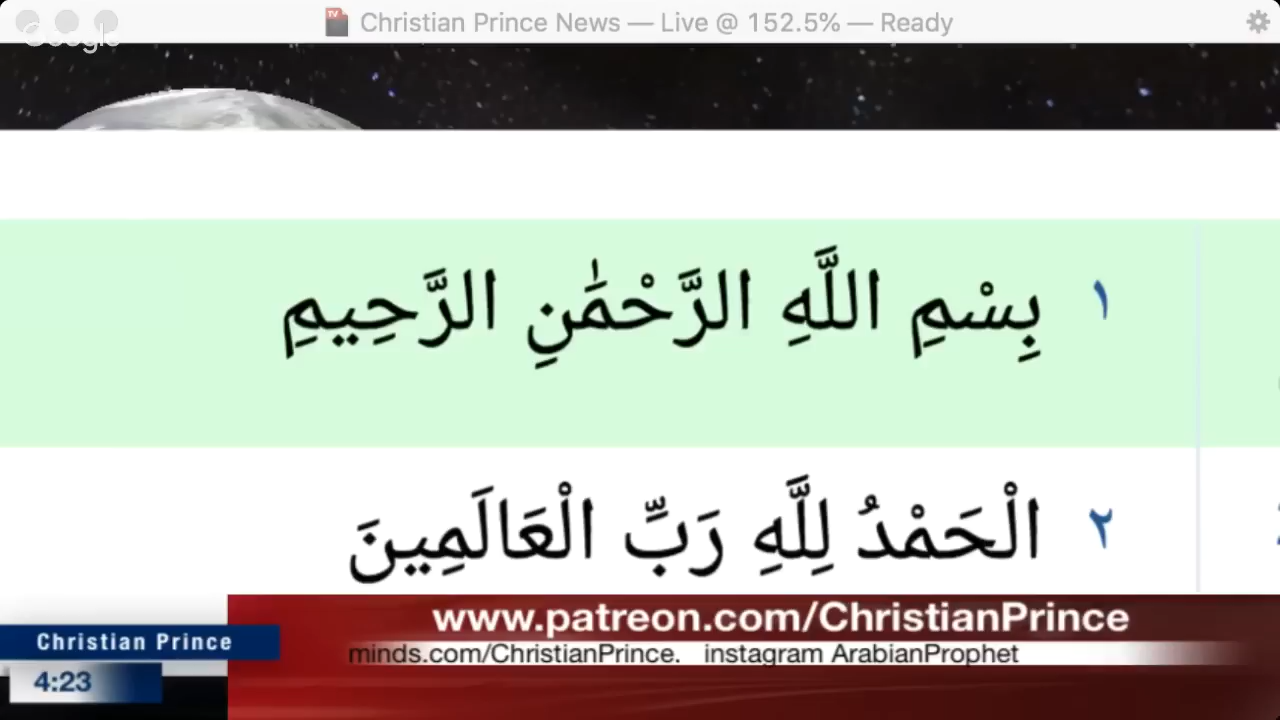 Christian Prince News — Live @ 152.5% — Ready
Google
١ بِسْمِ اللَّهِ الرَّحْمَٰنِ الرَّحِيمِ
٢ الْحَمْدُ لِلَّهِ رَبِّ الْعَالَمِينَ
www.patreon.com/ChristianPrince
Christian Prince
minds.com/ChristianPrince. instagram ArabianProphet
4:23